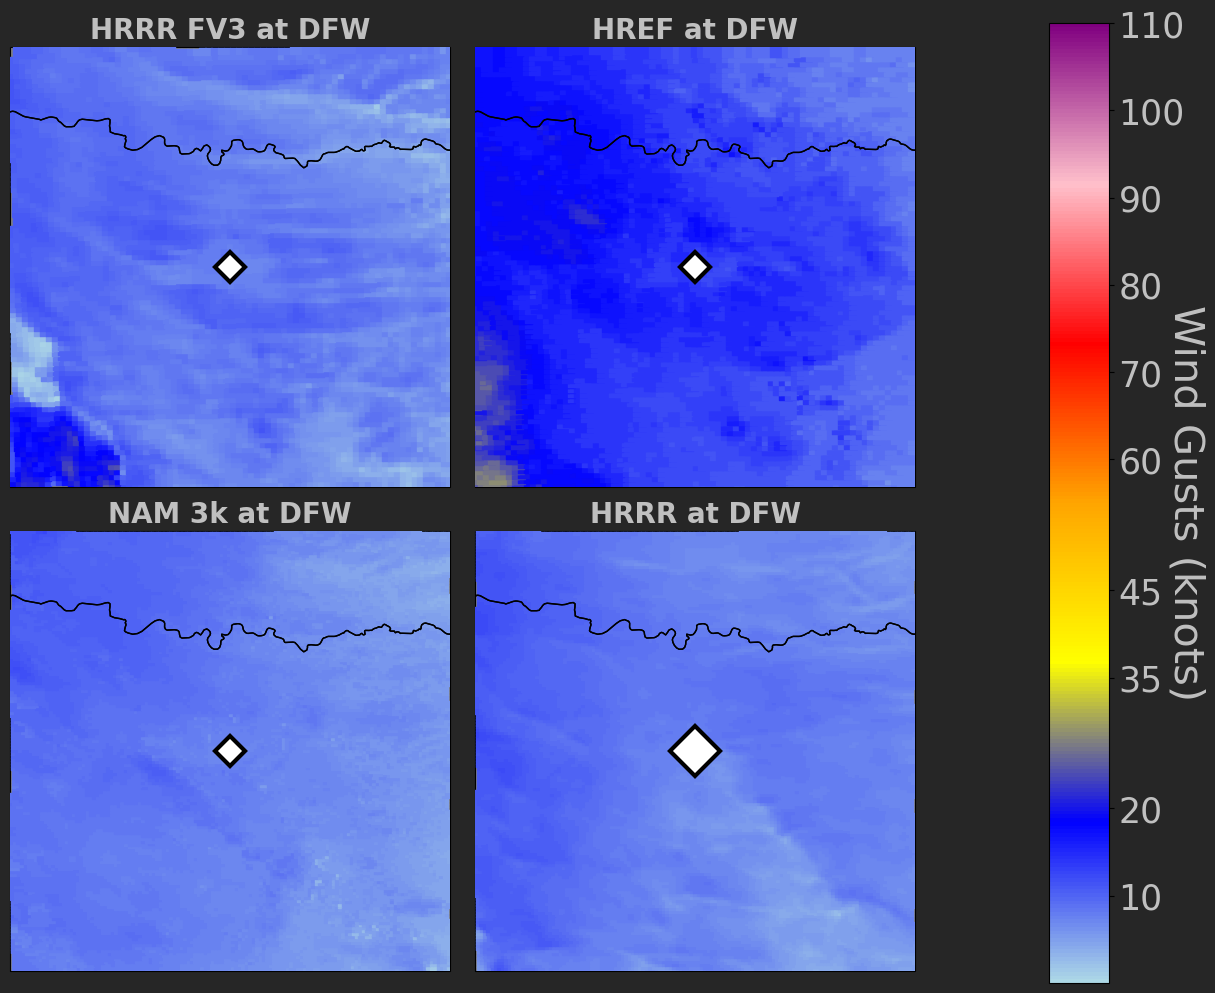 HRRR FV3 at DFW
HREF at DFW
NAM 3k at DFW
HRRR at DFW
110
100
90
80
70
60
45
35
20
10
Wind Gusts (knots)